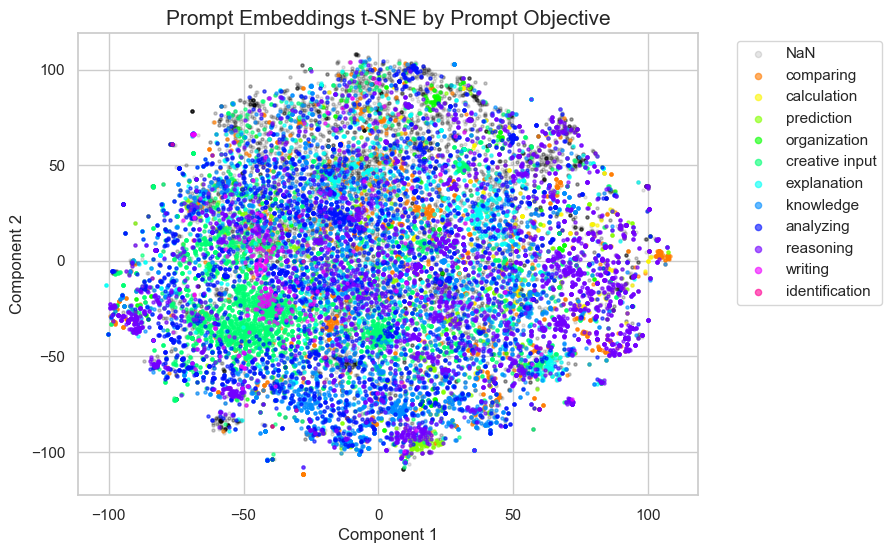 Prompt Embeddings t-SNE by Prompt Objective
100
50
0
−50
−100
Component 2
−100
−50
0
50
100
Component 1
NaN
comparing
calculation
prediction
organization
creative input
explanation
knowledge
analyzing
reasoning
writing
identification